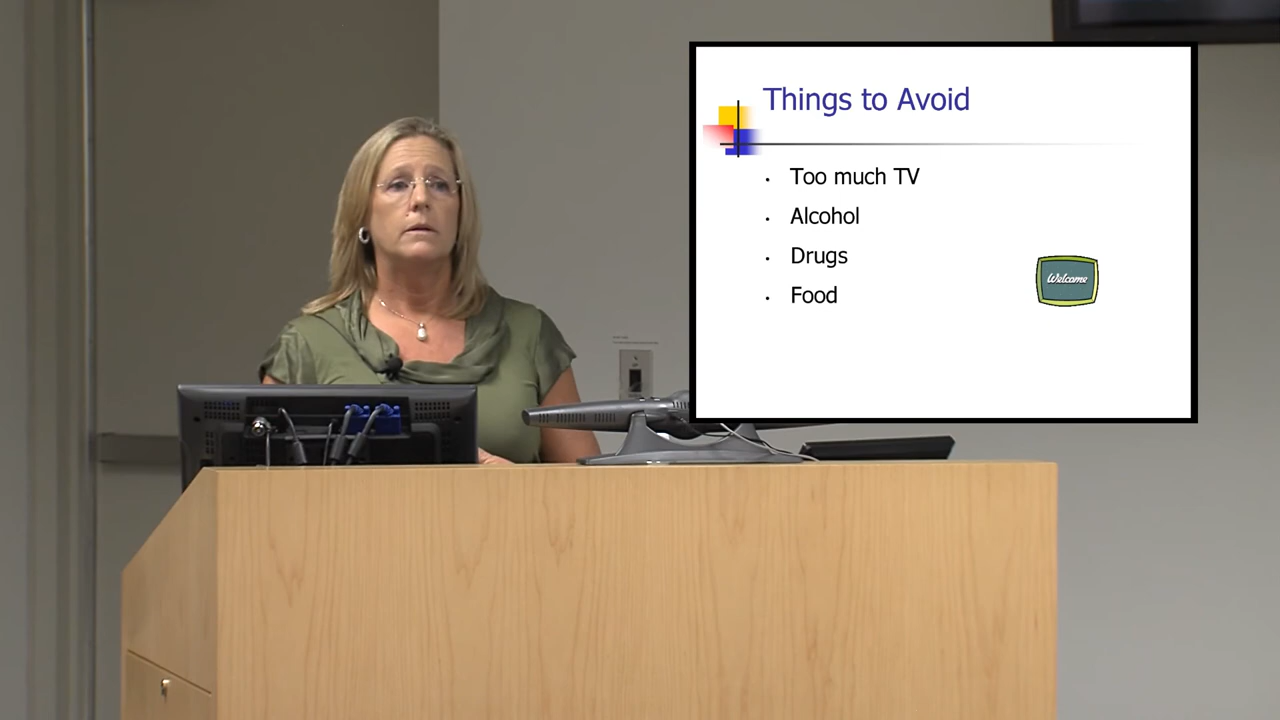 Things to Avoid
Too much TV
Alcohol
Drugs
Food
Welcome